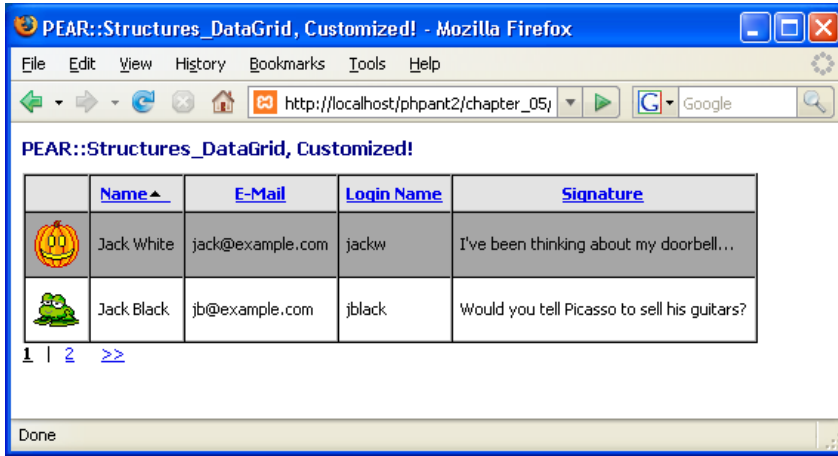 PEAR::Structures_DataGrid, Customized! - Mozilla Firefox
File Edit View History Bookmarks Tools Help
http://localhost/phpant2/chapter_05/ G Google
PEAR::Structures_DataGrid, Customized!
Name E-Mail Login Name Signature
Jack White jack@example.com jackw I've been thinking about my doorbell...
Jack Black jb@example.com jblack Would you tell Picasso to sell his guitars?
1 | 2 >>
Done